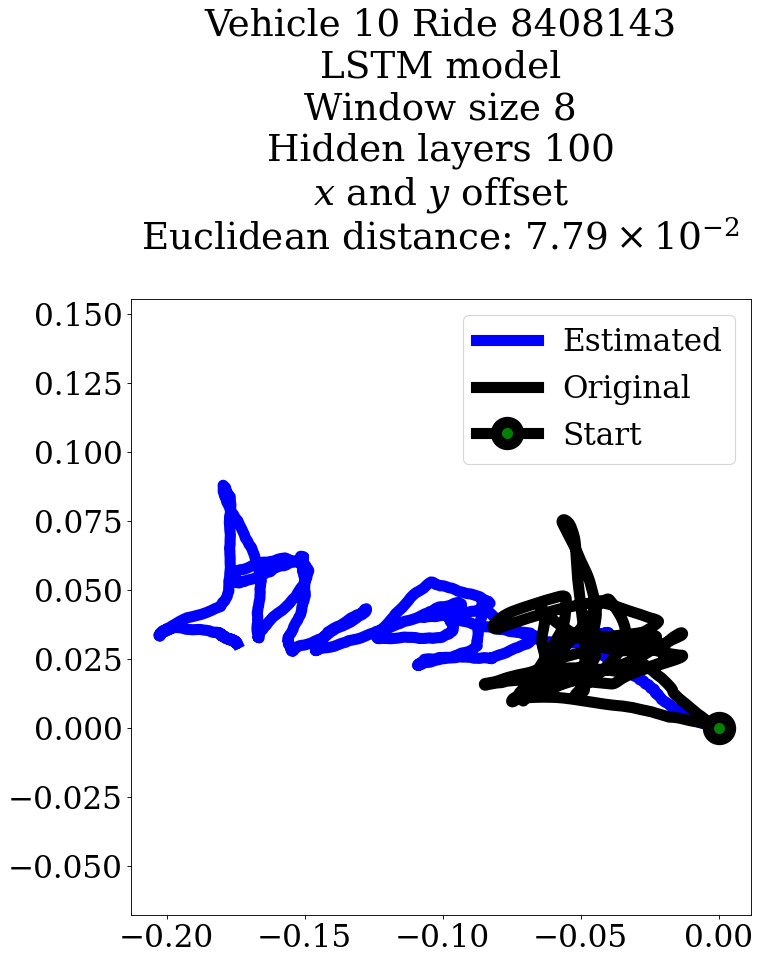 Vehicle 10 Ride 8408143
LSTM model
Window size 8
Hidden layers 100
x and y offset
Euclidean distance: 7.79 × 10⁻²
Estimated
Original
Start
0.150
0.125
0.100
0.075
0.050
0.025
0.000
−0.025
−0.050
−0.20 −0.15 −0.10 −0.05 0.00